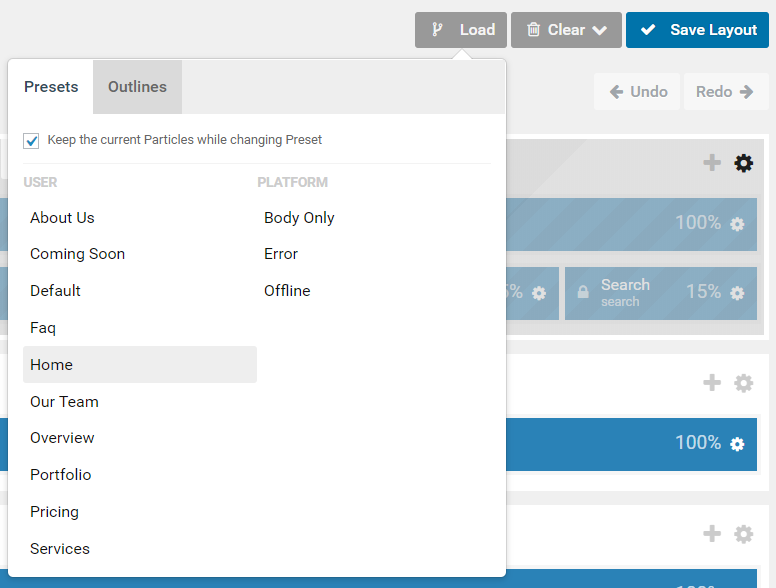 Load
Clear
Save Layout
Presets
Outlines
Undo
Redo
Keep the current Particles while changing Preset
USER
PLATFORM
About Us
Body Only
100%
Coming Soon
Error
Default
Offline
Search
search
15%
Faq
Home
Our Team
Overview
100%
Portfolio
Pricing
Services